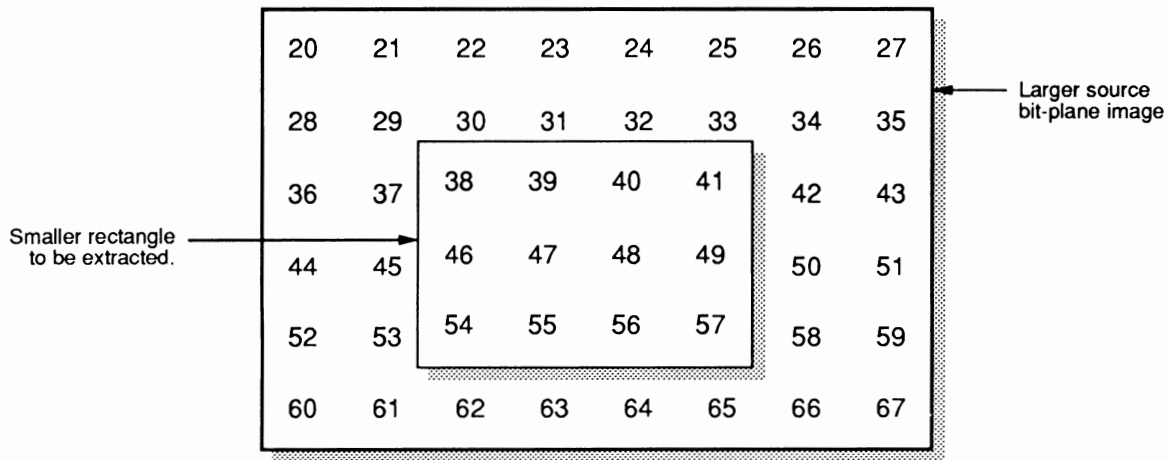 20 21 22 23 24 25 26 27
Larger source
bit-plane image
28 29 30 31 32 33 34 35
36 37 38 39 40 41 42 43
Smaller rectangle
to be extracted.
44 45 46 47 48 49 50 51
52 53 54 55 56 57 58 59
60 61 62 63 64 65 66 67